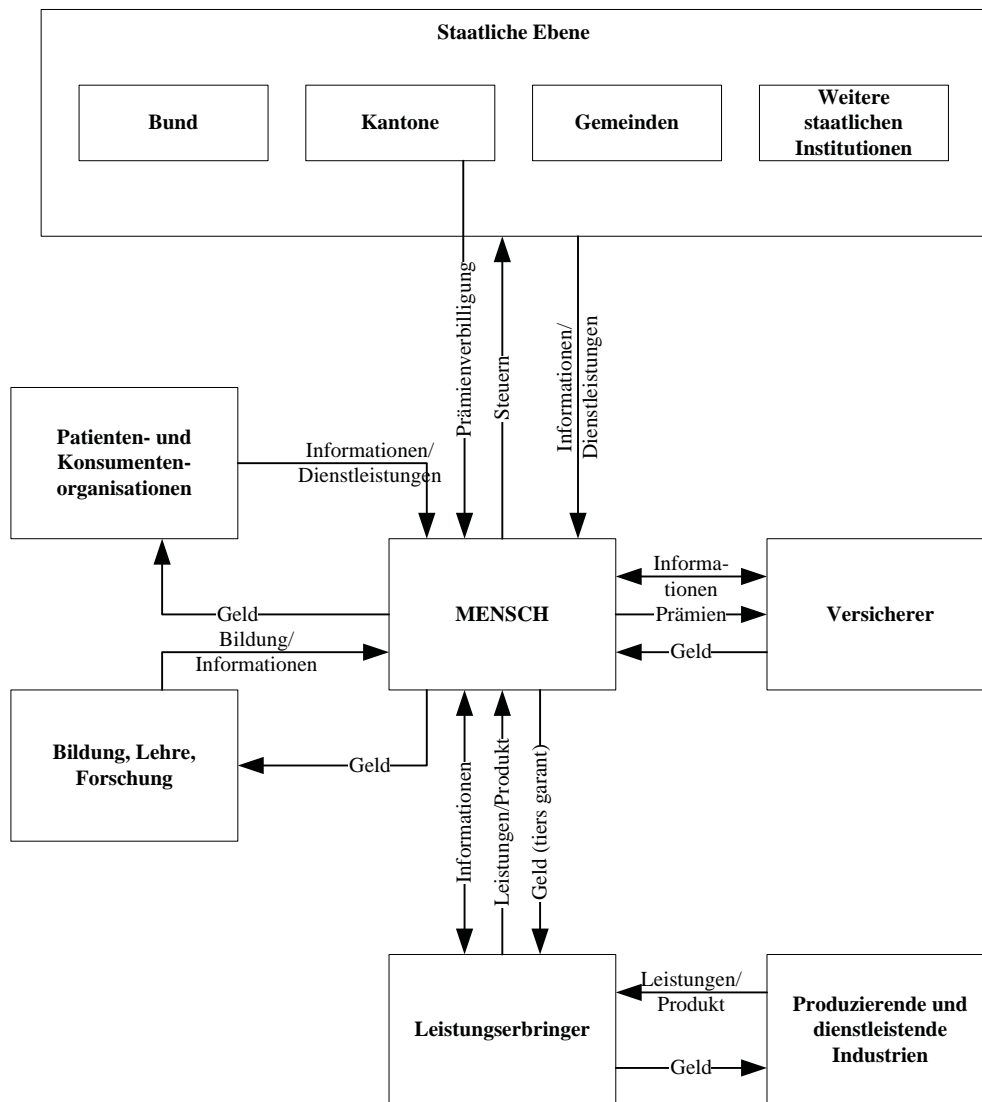 Staatliche Ebene
Bund
Kantone
Gemeinden
Weitere
staatlichen
Institutionen
Prämienverbilligung
Steuern
Informationen/
Dienstleistungen
Patienten- und
Konsumenten-
organisationen
Informationen/
Dienstleistungen
Geld
MENSCH
Informa-
tionen
Prämien
Geld
Versicherer
Bildung/
Informationen
Bildung, Lehre,
Forschung
Geld
Informationen
Leistungen/Produkt
Geld (tiers garant)
Leistungserbringer
Leistungen/
Produkt
Geld
Produzierende und
dienstleistende
Industrien